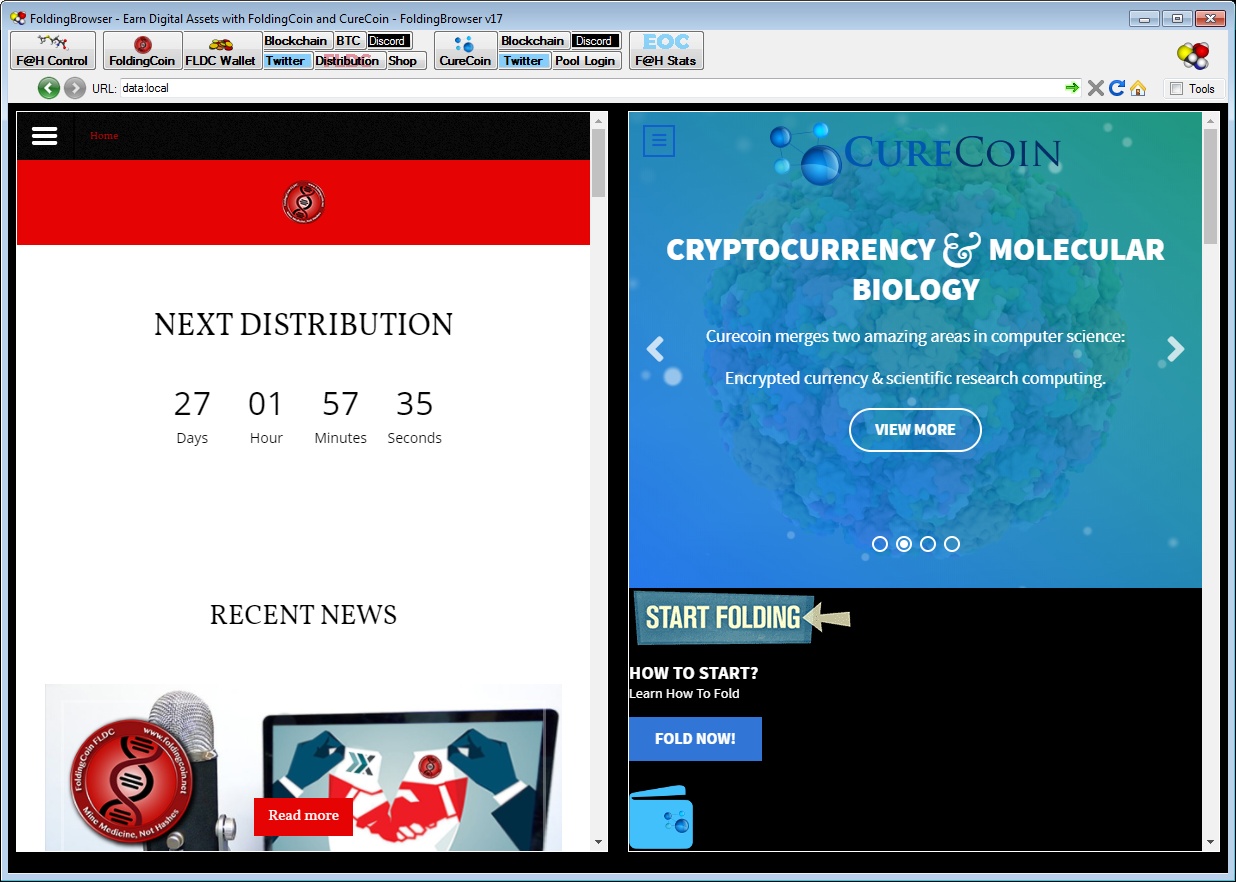 FoldingBrowser - Earn Digital Assets with FoldingCoin and CureCoin - FoldingBrowser v17
F@H Control
FoldingCoin
FLDC Wallet
Blockchain
BTC
Discord
Twitter
Distribution
Shop
CureCoin
Blockchain
Discord
Twitter
Pool Login
EOC
F@H Stats
URL: data:local
Tools
Home
NEXT DISTRIBUTION
27 01 57 35
Days Hour Minutes Seconds
RECENT NEWS
FoldingCoin FLDC
www.foldingcoin.net
Mine Medicine, Not Hashes
Read more
CURECOIN
CRYPTOCURRENCY & MOLECULAR
BIOLOGY
Curecoin merges two amazing areas in computer science:
Encrypted currency & scientific research computing.
VIEW MORE
START FOLDING
HOW TO START?
Learn How To Fold
FOLD NOW!